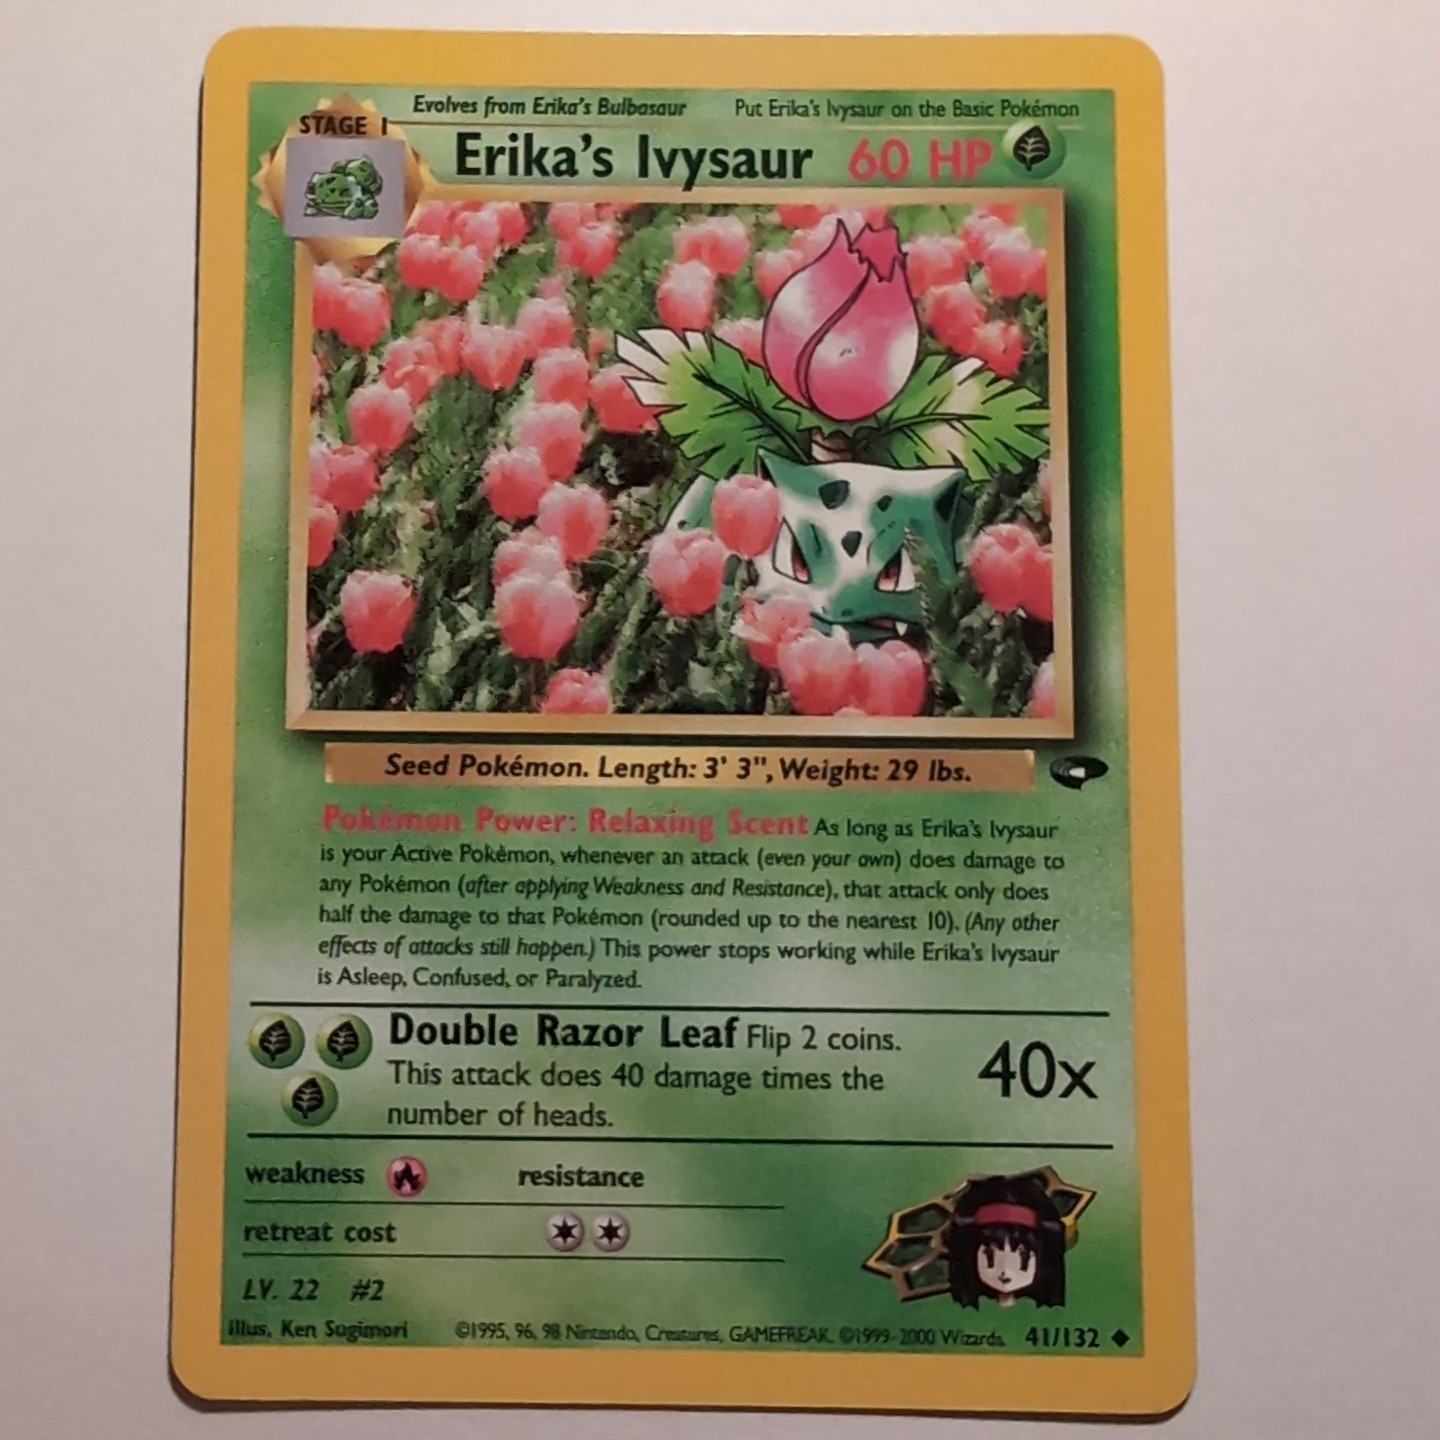 Evolves from Erika's Bulbasaur Put Erika's Ivysaur on the Basic Pokémon
STAGE 1
Erika's Ivysaur 60 HP
Seed Pokémon. Length: 3' 3", Weight: 29 lbs.
Pokémon Power: Relaxing Scent As long as Erika's Ivysaur
is your Active Pokémon, whenever an attack (even your own) does damage to
any Pokémon (after applying Weakness and Resistance), that attack only does
half the damage to that Pokémon (rounded up to the nearest 10). (Any other
effects of attacks still happen.) This power stops working while Erika's Ivysaur
is Asleep, Confused, or Paralyzed.
Double Razor Leaf Flip 2 coins.
This attack does 40 damage times the
number of heads.
40x
weakness resistance
retreat cost
LV. 22 #2
Illus. Ken Sugimori ©1995, 96, 98 Nintendo, Creatures, GAMEFREAK. ©1999-2000 Wizards. 41/132